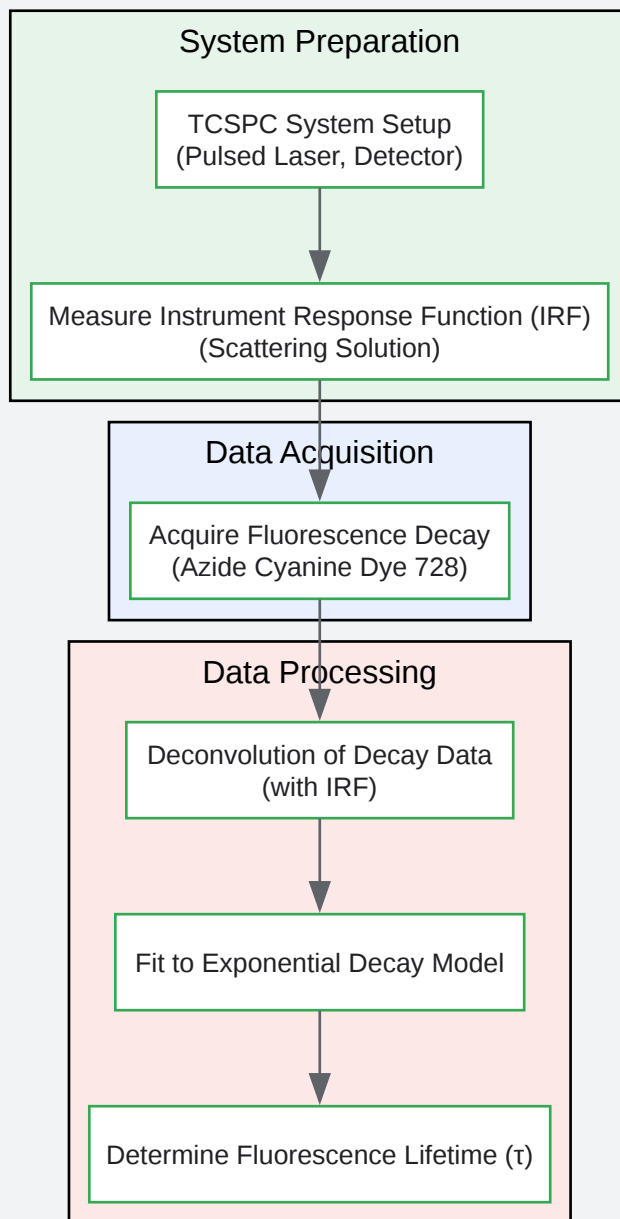 System Preparation
TCSPC System Setup
(Pulsed Laser, Detector)
Measure Instrument Response Function (IRF)
(Scattering Solution)
Data Acquisition
Acquire Fluorescence Decay
(Azide Cyanine Dye 728)
Data Processing
Deconvolution of Decay Data
(with IRF)
Fit to Exponential Decay Model
Determine Fluorescence Lifetime (τ)